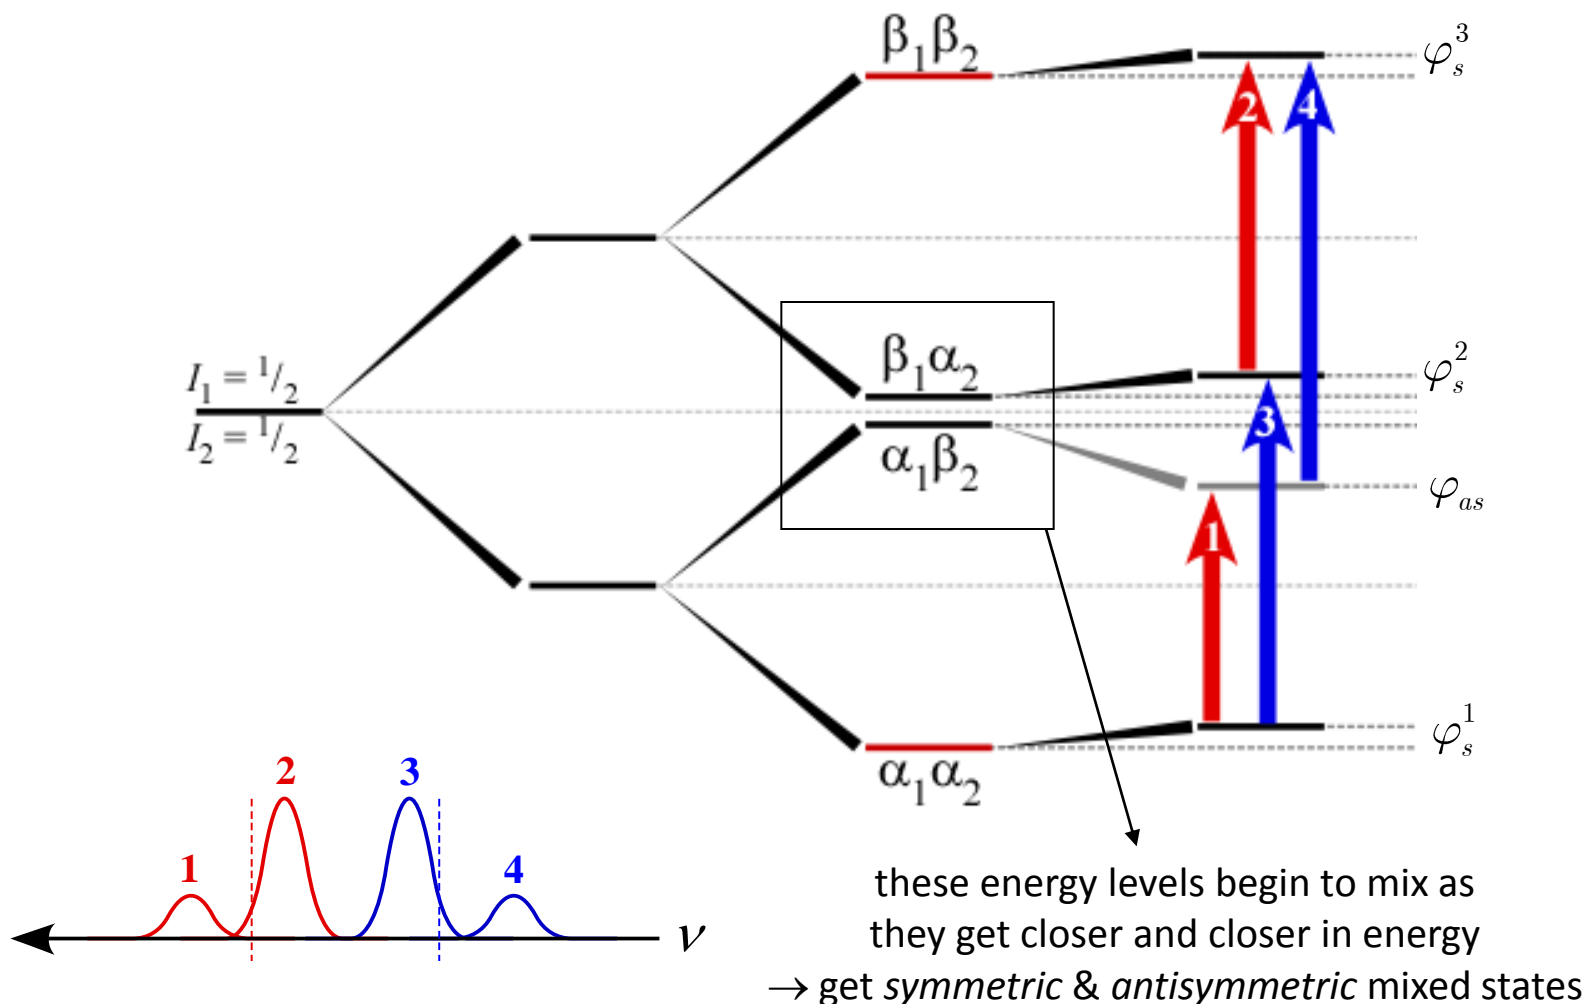 β₁β₂
φₛ³
2 4
I₁ = ¹/₂
I₂ = ¹/₂
β₁α₂
φₛ²
3
α₁β₂
φₐₛ
1
φₛ¹
α₁α₂
2 3
1 4
ν
these energy levels begin to mix as
they get closer and closer in energy
→ get symmetric & antisymmetric mixed states